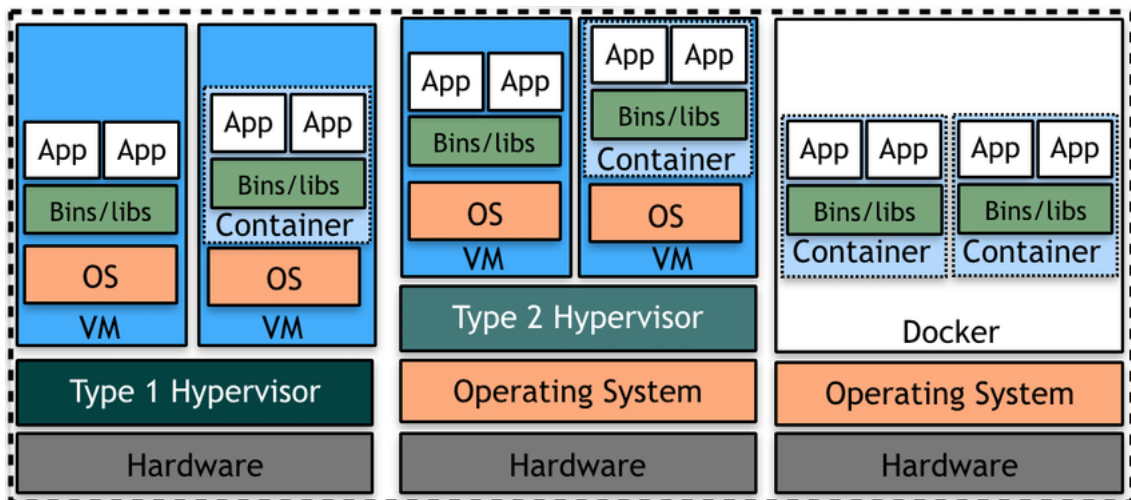 App App
Bins/libs
OS
VM
App App
Bins/libs
Container
OS
VM
Type 1 Hypervisor
Hardware
App App
Bins/libs
OS
VM
App App
Bins/libs
Container
OS
VM
Type 2 Hypervisor
Operating System
Hardware
App App
Bins/libs
Container
App App
Bins/libs
Container
Docker
Operating System
Hardware